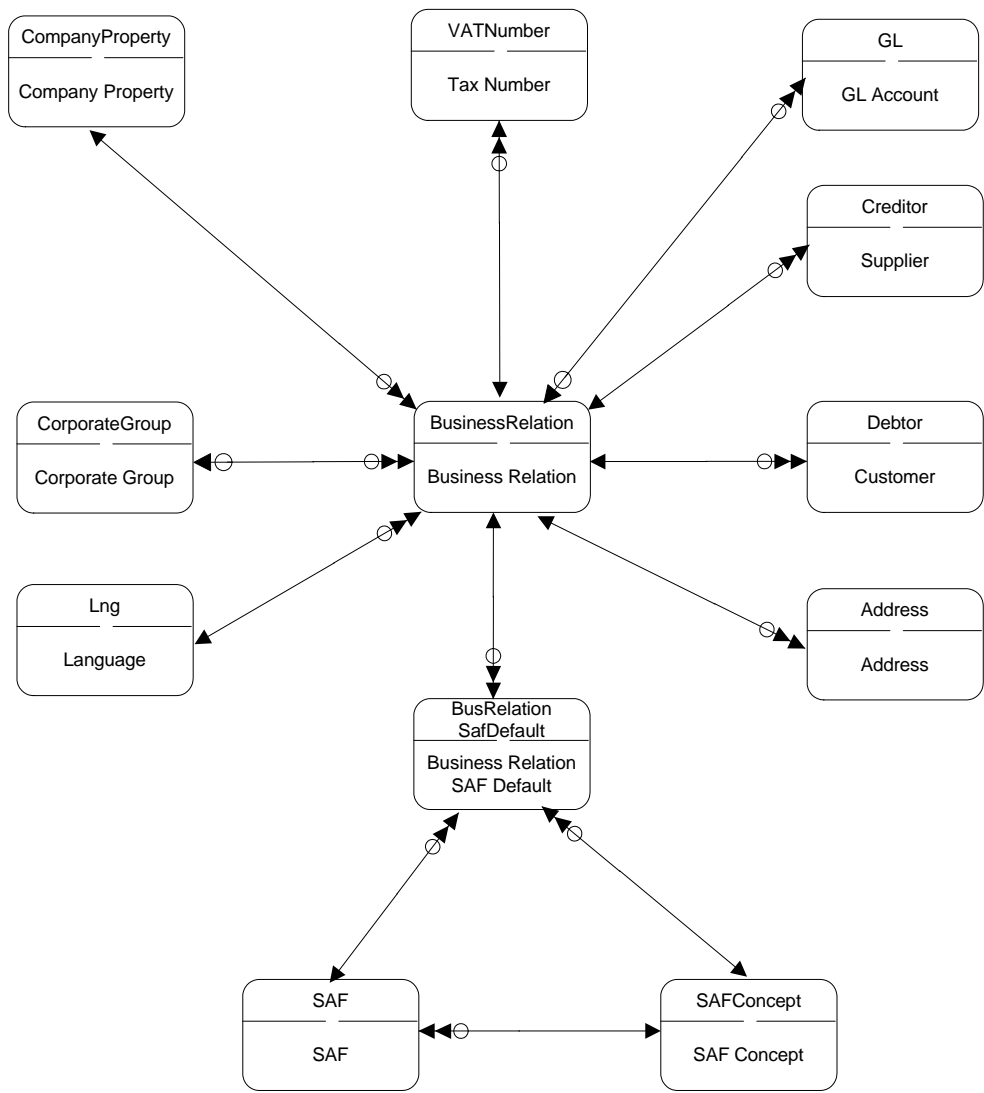 CompanyProperty
Company Property
VATNumber
Tax Number
GL
GL Account
Creditor
Supplier
CorporateGroup
Corporate Group
BusinessRelation
Business Relation
Debtor
Customer
Lng
Language
Address
Address
BusRelation
SafDefault
Business Relation
SAF Default
SAF
SAF
SAFConcept
SAF Concept